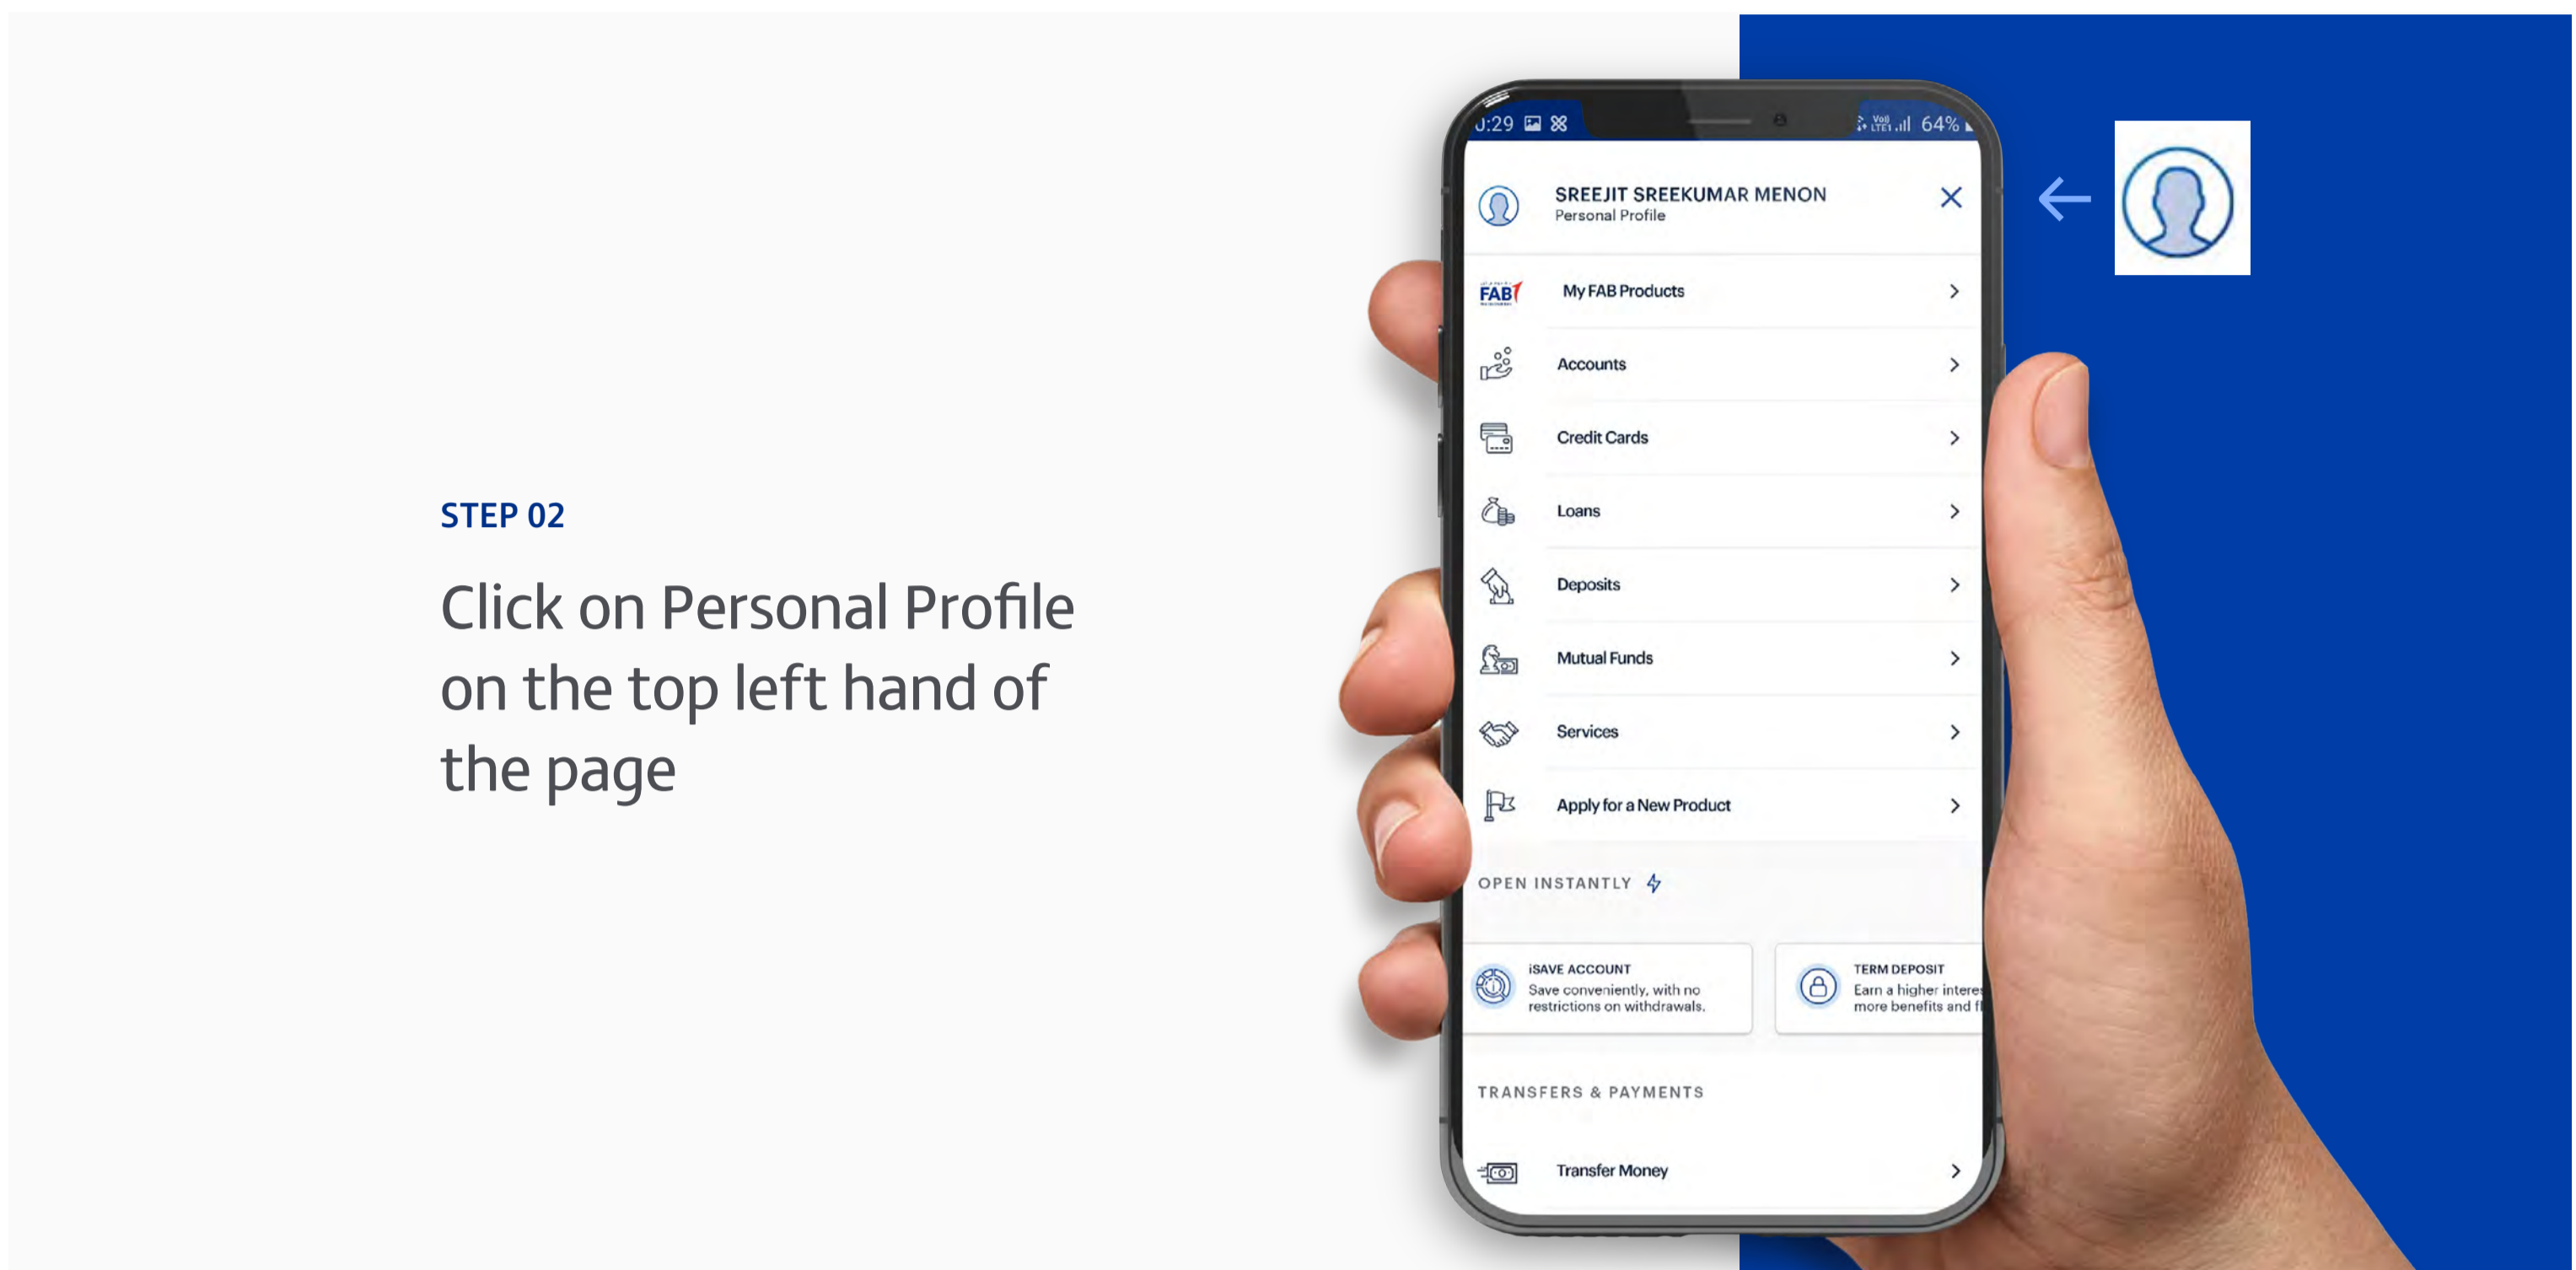 STEP 02
Click on Personal Profile
on the top left hand of
the page
:29
64%
SREEJIT SREEKUMAR MENON
Personal Profile
FAB
My FAB Products
Accounts
Credit Cards
Loans
Deposits
Mutual Funds
Services
Apply for a New Product
OPEN INSTANTLY
iSAVE ACCOUNT
Save conveniently, with no
restrictions on withdrawals.
TERM DEPOSIT
Earn a higher
more benefits and
TRANSFERS & PAYMENTS
Transfer Money